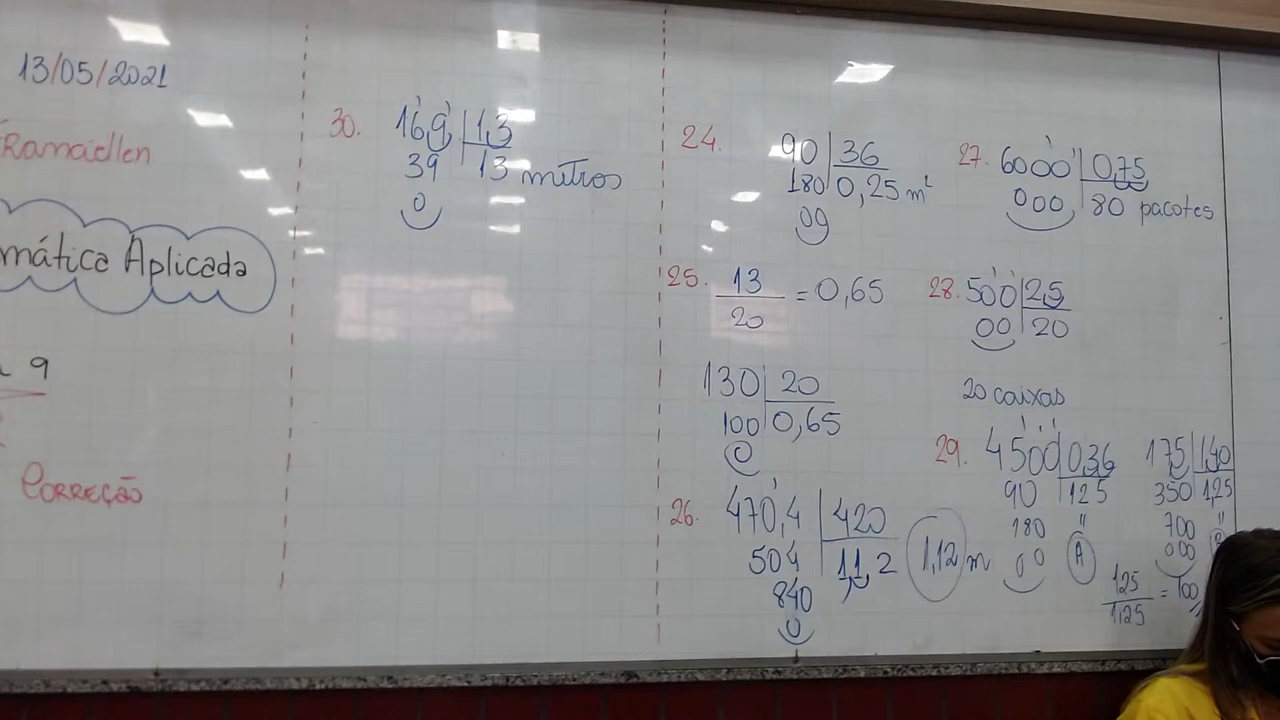 13/05/2021
Ramaellen
mática Aplicada
9
Correção
30. 16,9 | 1,3
39 13 metros
0
24. 90 | 36
180 0,25 m²
00
25. 13/20 = 0,65
130 | 20
100 0,65
0
26. 470,4 | 420
504 11,2 1,12 m
840
0
27. 6000 | 0,75
000 80 pacotes
28. 500 | 25
00 20
20 caixas
29. 4500 | 0,36
90 125
180 "
00 A
175 | 1,40
350 1,25
700 "
000
125/1,25 = 100